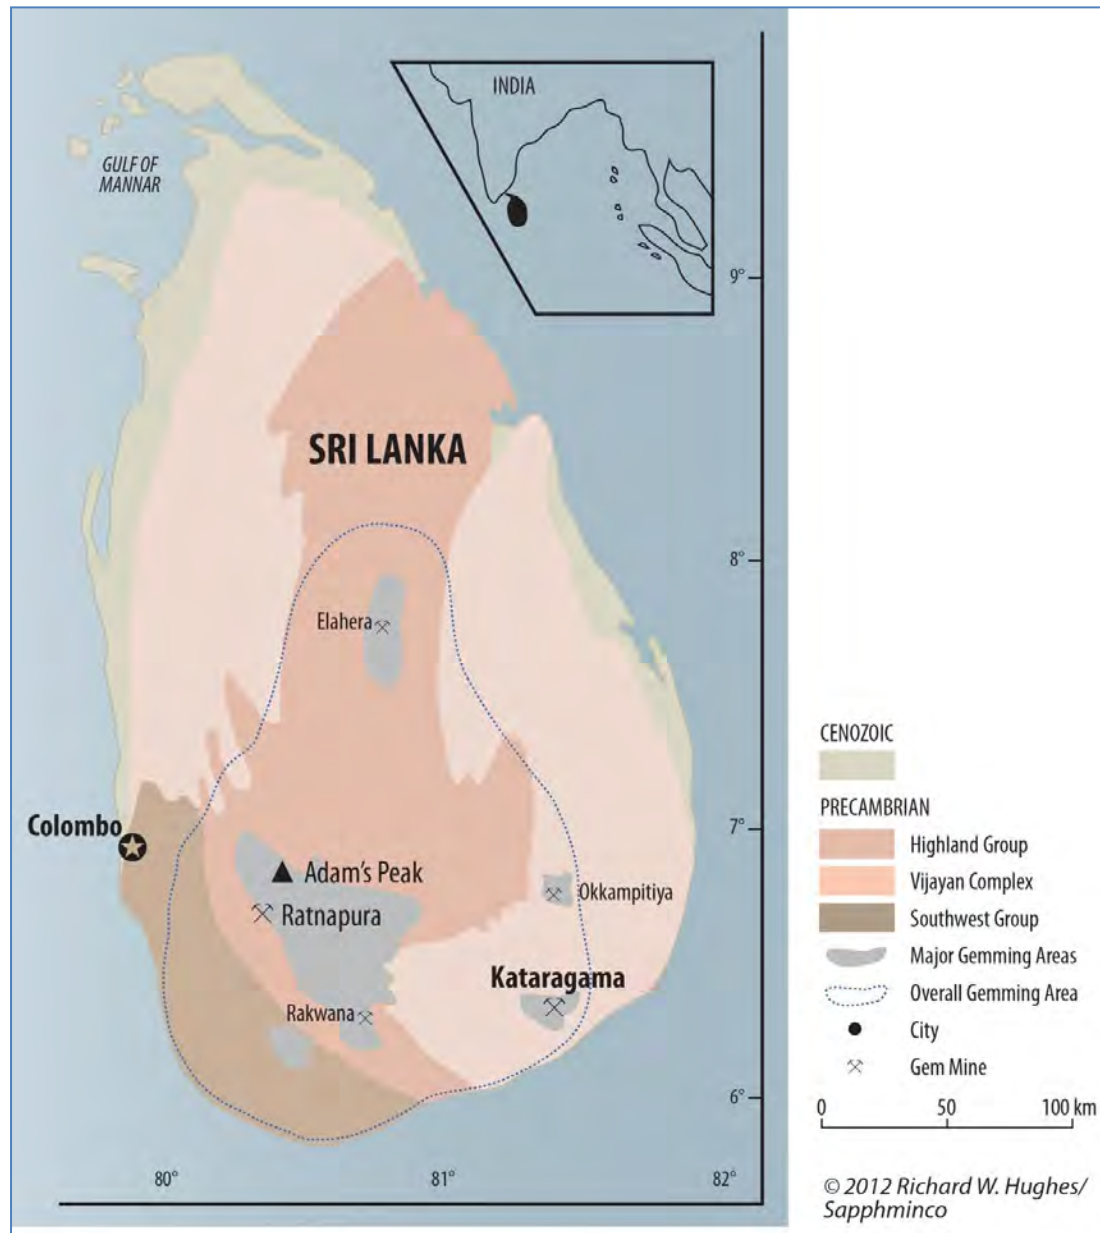 INDIA
GULF OF
MANNAR
9°
SRI LANKA
8°
Elahera
Colombo
7°
Adam's Peak
Ratnapura
Okkampitiya
Kataragama
Rakwana
6°
80°
81°
82°
CENOZOIC
PRECAMBRIAN
Highland Group
Vijayan Complex
Southwest Group
Major Gemming Areas
Overall Gemming Area
City
Gem Mine
0 50 100 km
© 2012 Richard W. Hughes/
Sapphminco